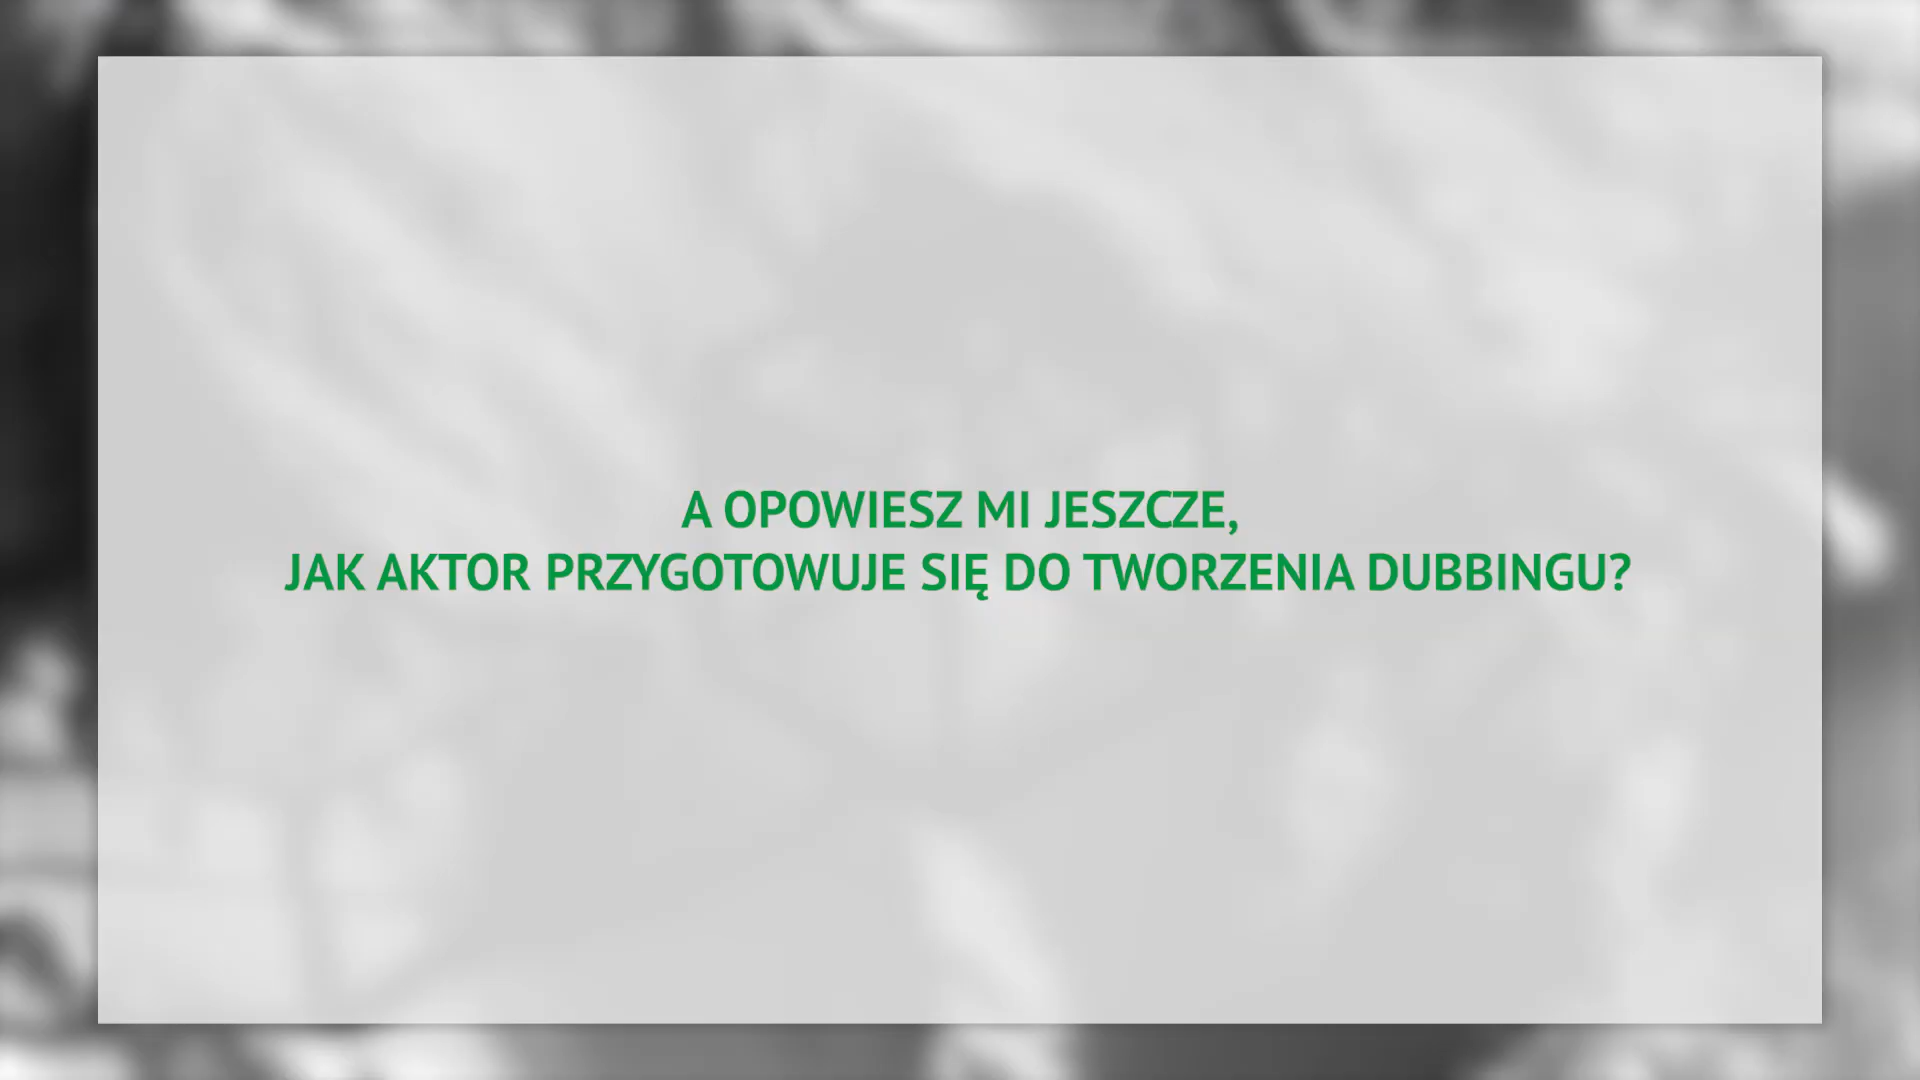 A OPOWIESZ MI JESZCZE,
JAK AKTOR PRZYGOTOWUJE SIĘ DO TWORZENIA DUBBINGU?